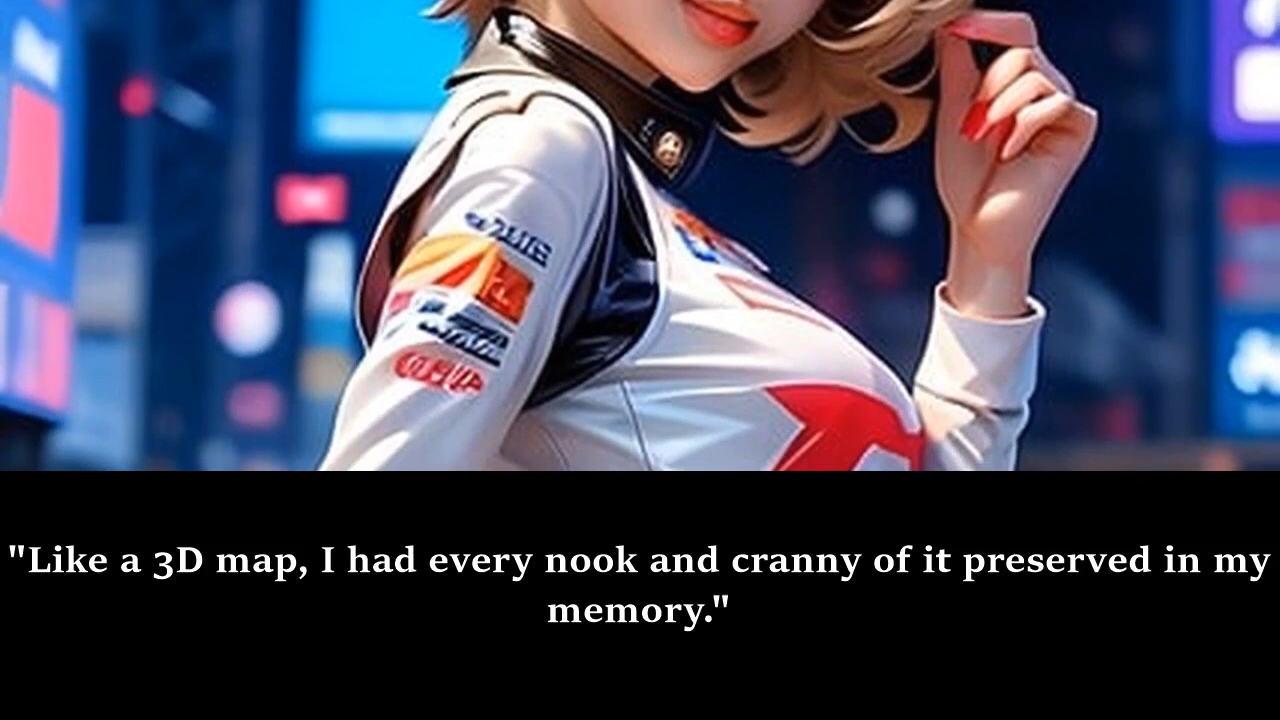 "Like a 3D map, I had every nook and cranny of it preserved in my
memory."